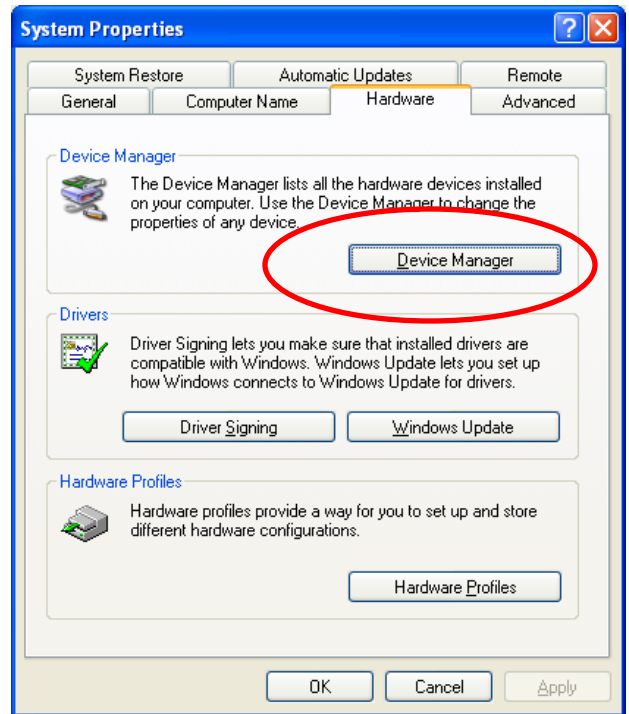 System Properties
System Restore Automatic Updates Remote
General Computer Name Hardware Advanced
Device Manager
The Device Manager lists all the hardware devices installed
on your computer. Use the Device Manager to change the
properties of any device.
Device Manager
Drivers
Driver Signing lets you make sure that installed drivers are
compatible with Windows. Windows Update lets you set up
how Windows connects to Windows Update for drivers.
Driver Signing Windows Update
Hardware Profiles
Hardware profiles provide a way for you to set up and store
different hardware configurations.
Hardware Profiles
OK Cancel Apply